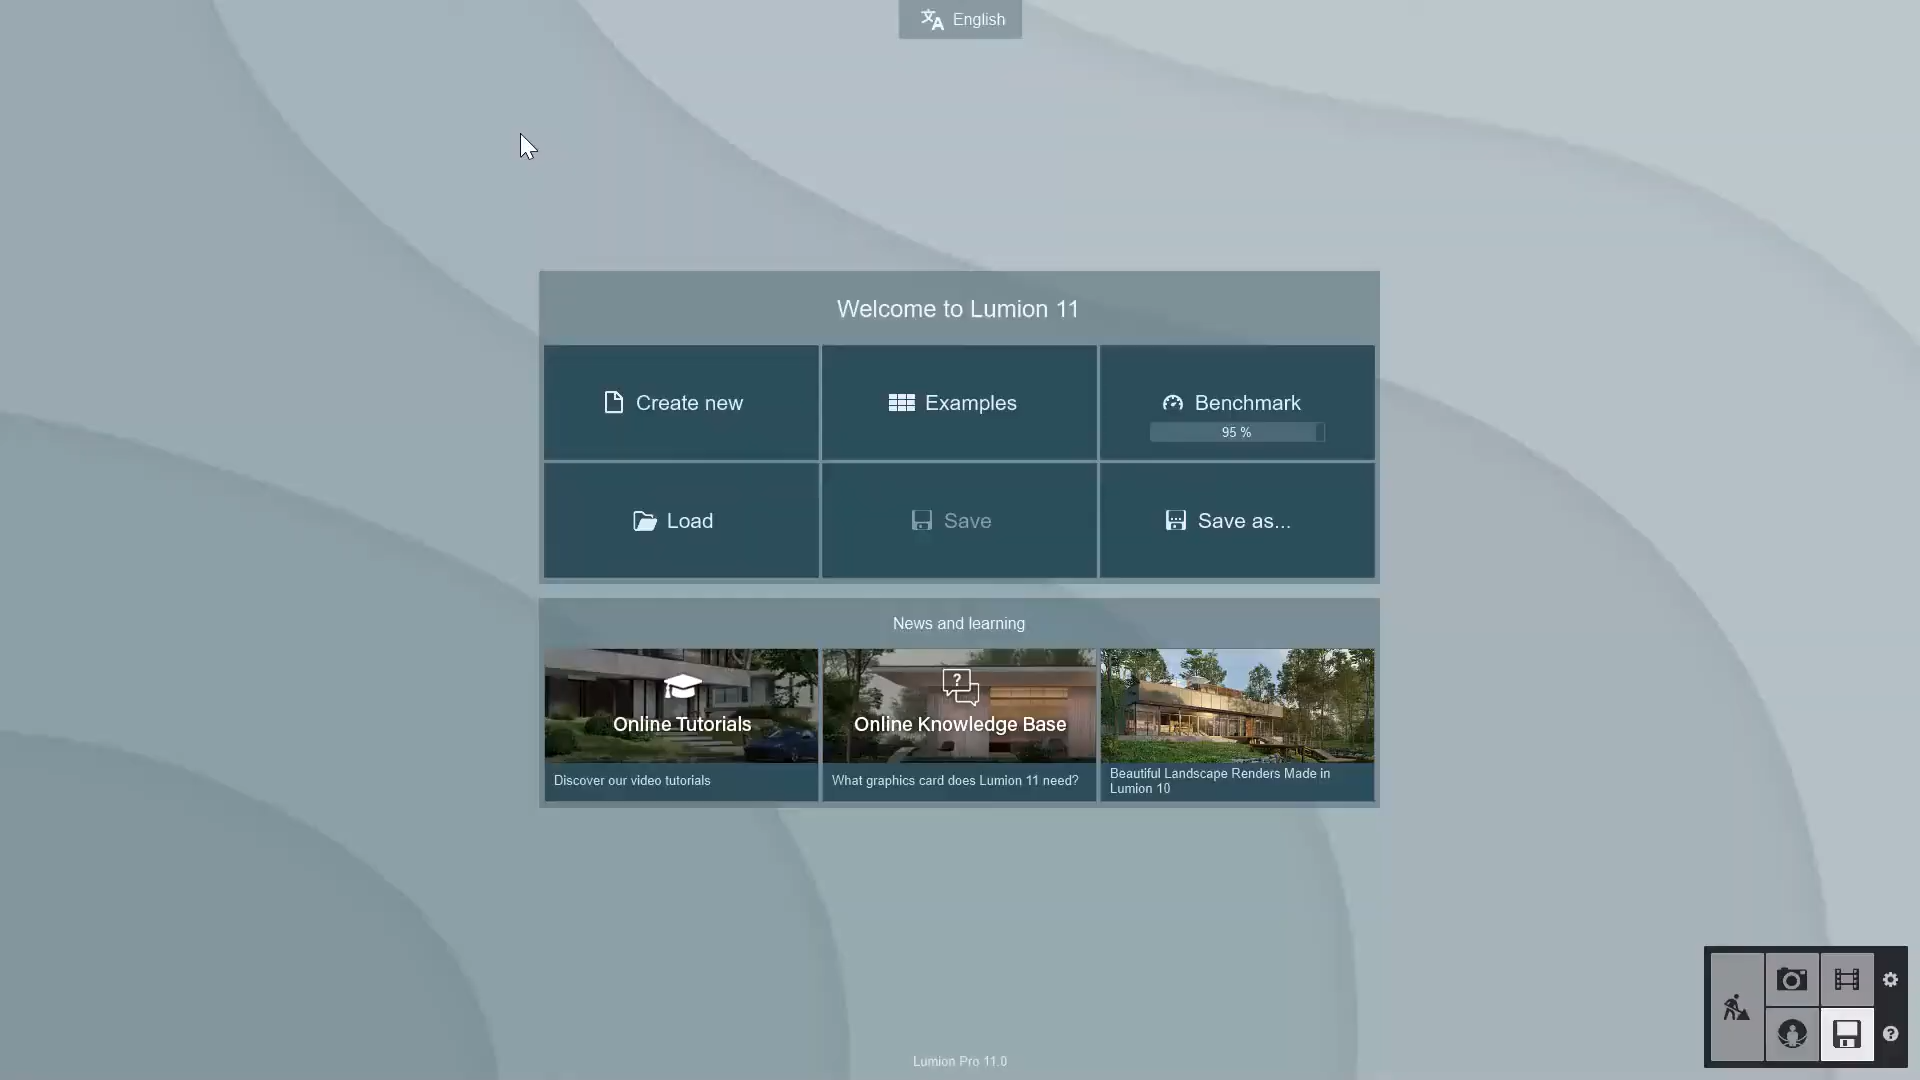 English
Welcome to Lumion 11
Create new
Examples
Benchmark
95 %
Load
Save
Save as...
News and learning
Online Tutorials
Discover our video tutorials
Online Knowledge Base
What graphics card does Lumion 11 need?
Beautiful Landscape Renders Made in
Lumion 10
Lumion Pro 11.0